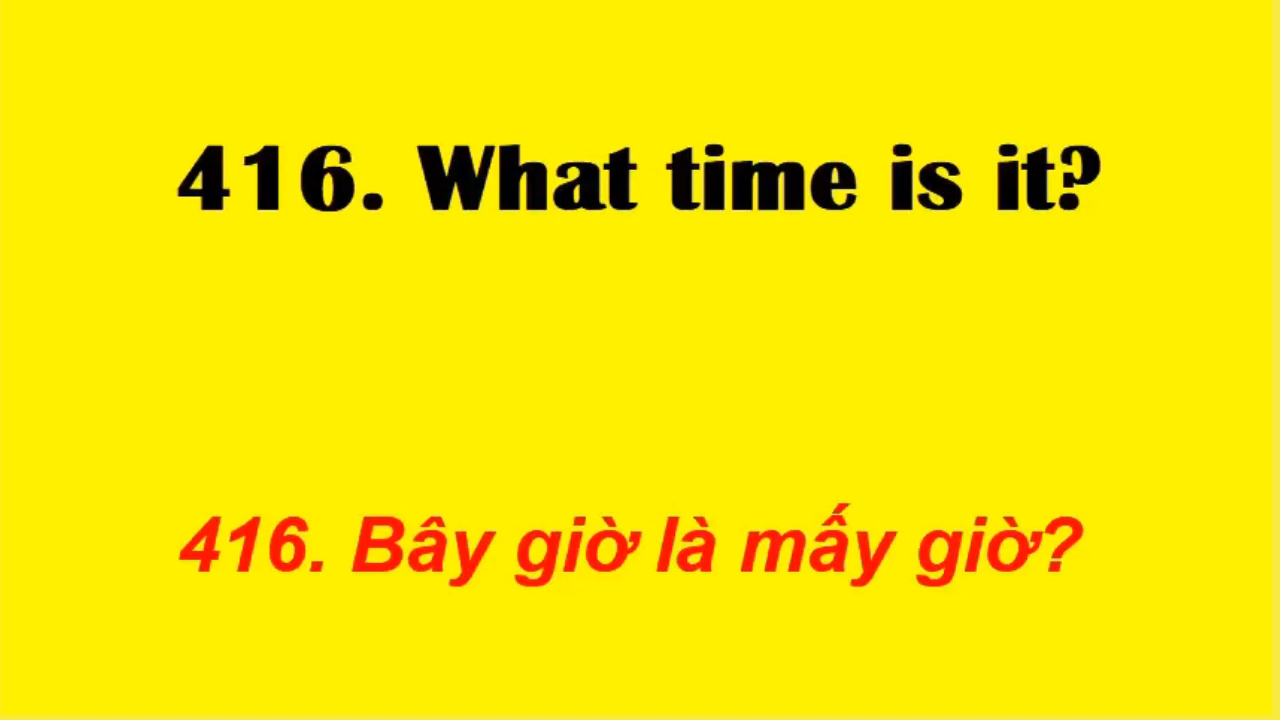 416. What time is it?
416. Bây giờ là mấy giờ?